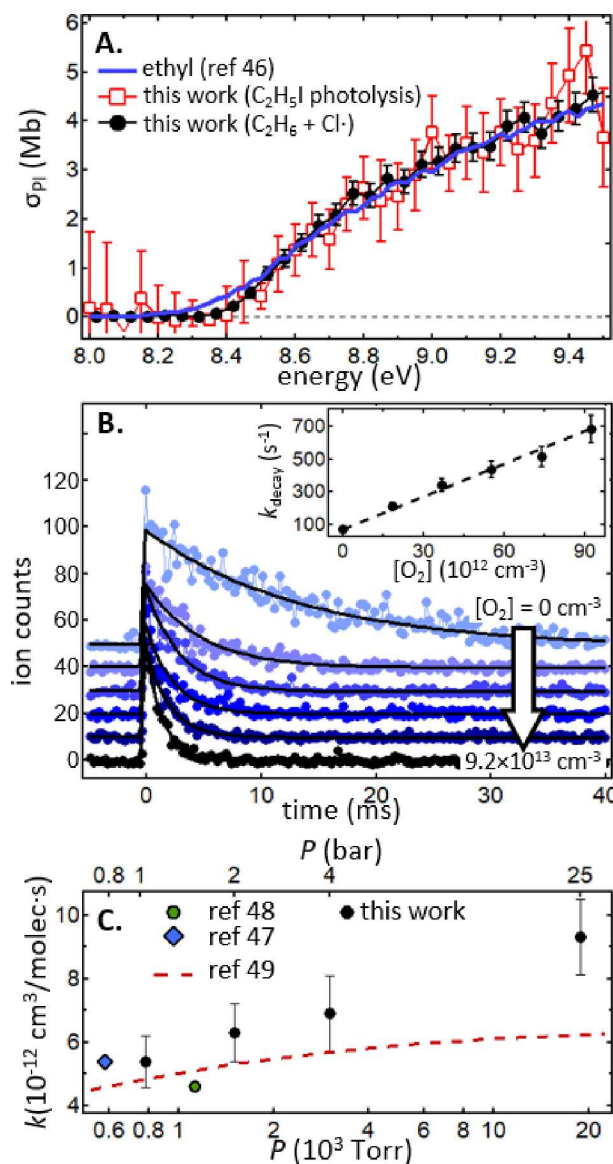 A.
ethyl (ref 46)
this work (C₂H₅I photolysis)
this work (C₂H₆ + Cl·)
σPI (Mb)
6
5
4
3
2
1
0
8.0 8.2 8.4 8.6 8.8 9.0 9.2 9.4
energy (eV)
B.
ion counts
120
100
80
60
40
20
0
kdecay (s⁻¹)
700
500
300
100
0 30 60 90
[O₂] (10¹² cm⁻³)
[O₂] = 0 cm⁻³
9.2×10¹³ cm⁻³
0 10 20 30 40
time (ms)
P (bar)
0.8 1 2 4 25
C.
ref 48
this work
ref 47
ref 49
k(10⁻¹² cm³/molec·s)
10
8
6
4
0.6 0.8 1 2 4 6 8 10 20
P (10³ Torr)